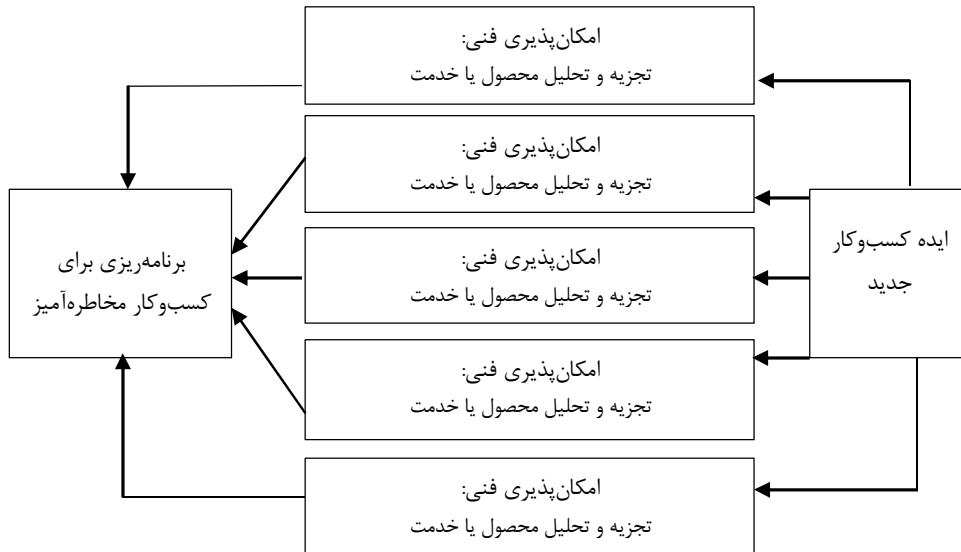 ایده کسب‌وکار
جدید
امکان‌پذیری فنی:
تجزیه و تحلیل محصول یا خدمت
امکان‌پذیری فنی:
تجزیه و تحلیل محصول یا خدمت
امکان‌پذیری فنی:
تجزیه و تحلیل محصول یا خدمت
امکان‌پذیری فنی:
تجزیه و تحلیل محصول یا خدمت
امکان‌پذیری فنی:
تجزیه و تحلیل محصول یا خدمت
برنامه‌ریزی برای
کسب‌وکار مخاطره‌آمیز